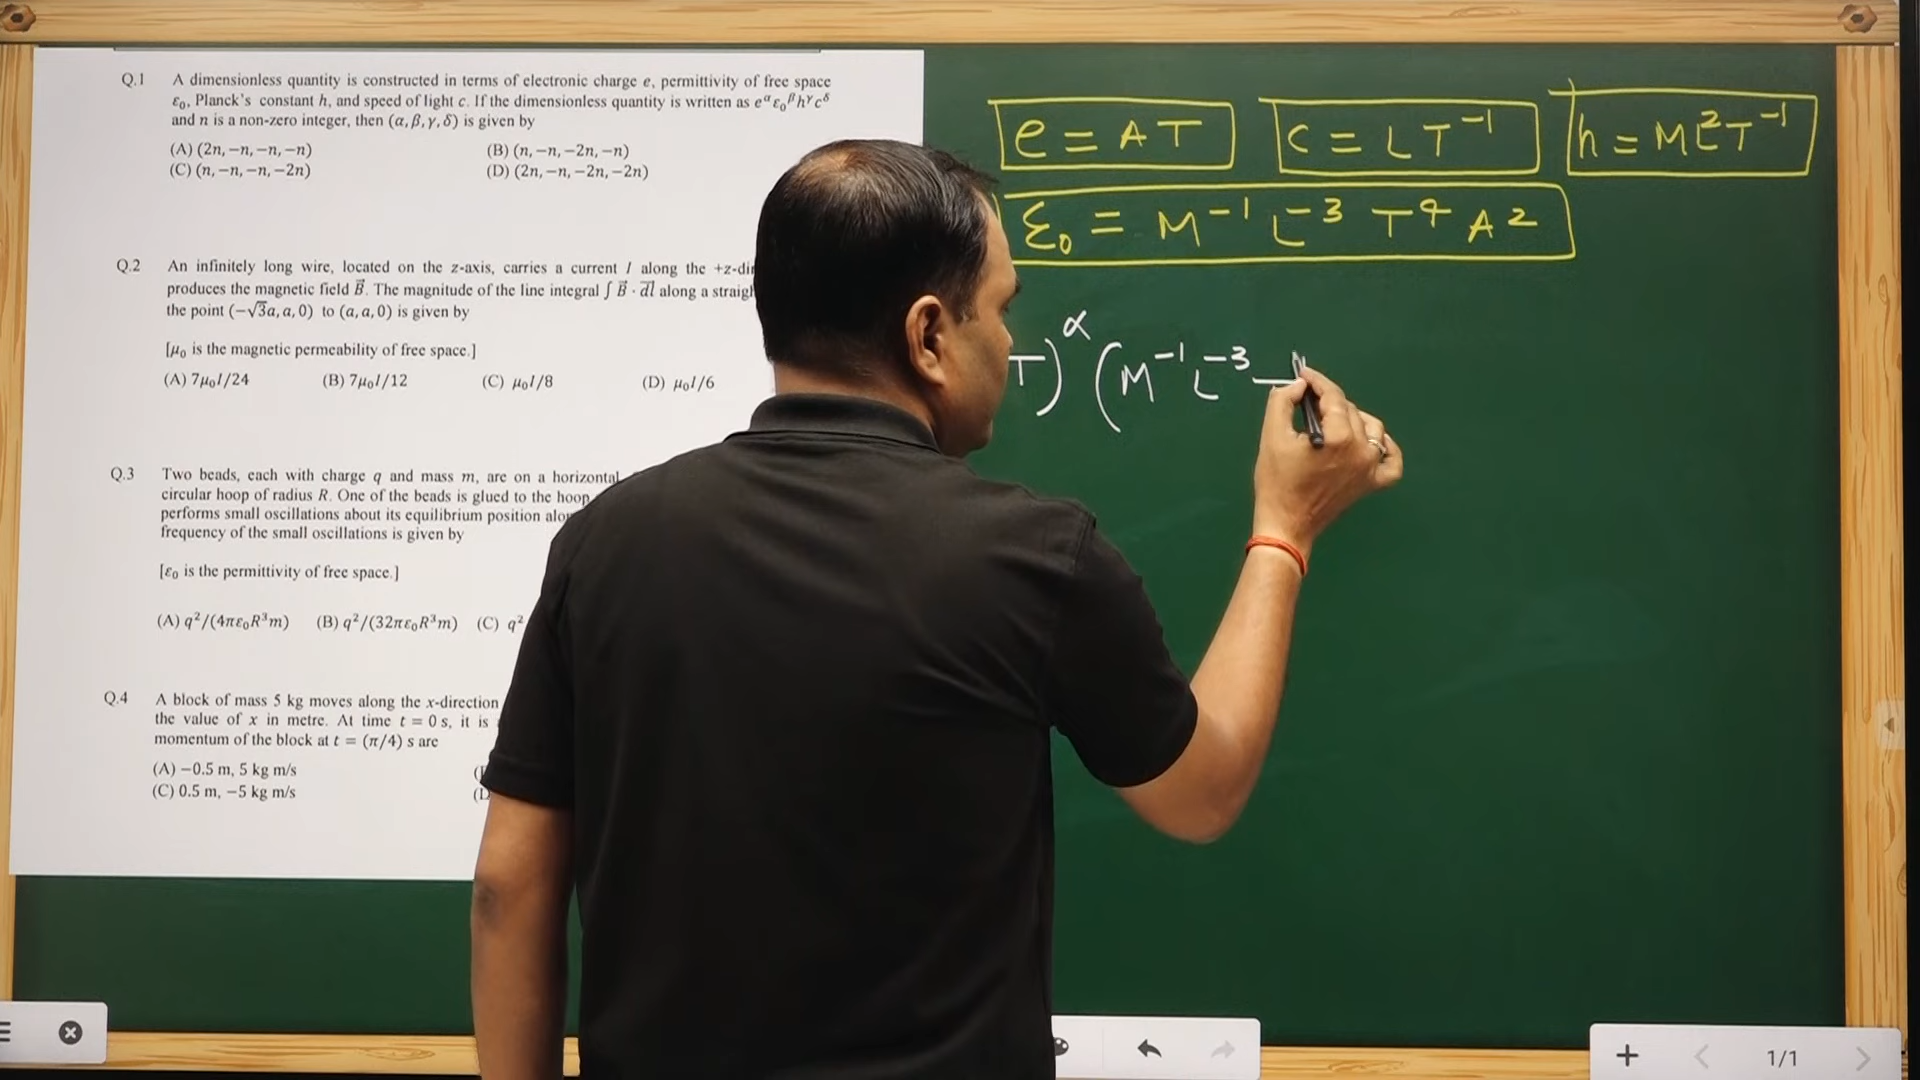 Q.1 A dimensionless quantity is constructed in terms of electronic charge e, permittivity of free space
ε₀, Planck's constant h, and speed of light c. If the dimensionless quantity is written as e^α ε₀^β h^γ c^δ
and n is a non-zero integer, then (α, β, γ, δ) is given by
(A) (2n, −n, −n, −n) (B) (n, −n, −2n, −n)
(C) (n, −n, −n, −2n) (D) (2n, −n, −2n, −2n)
Q.2 An infinitely long wire, located on the z-axis, carries a current I along the +z-
produces the magnetic field B⃗. The magnitude of the line integral ∫ B⃗ · dl⃗ along a
the point (−√3a, a, 0) to (a, a, 0) is given by
[μ₀ is the magnetic permeability of free space.]
(A) 7μ₀I/24 (B) 7μ₀I/12 (C) μ₀I/8 (D) μ₀I/6
Q.3 Two beads, each with charge q and mass m, are on a horizontal,
circular hoop of radius R. One of the beads is glued to the hoop
performs small oscillations about its equilibrium position
frequency of the small oscillations is given by
[ε₀ is the permittivity of free space.]
(A) q²/(4πε₀R³m) (B) q²/(32πε₀R³m) (C) q²
Q.4 A block of mass 5 kg moves along the x-direction
the value of x in metre. At time t = 0 s, it is
momentum of the block at t = (π/4) s are
(A) −0.5 m, 5 kg m/s
(C) 0.5 m, −5 kg m/s
e = AT c = LT⁻¹ h = ML²T⁻¹
ε₀ = M⁻¹ L⁻³ T⁴ A²
T)^α (M⁻¹ L⁻³
1/1